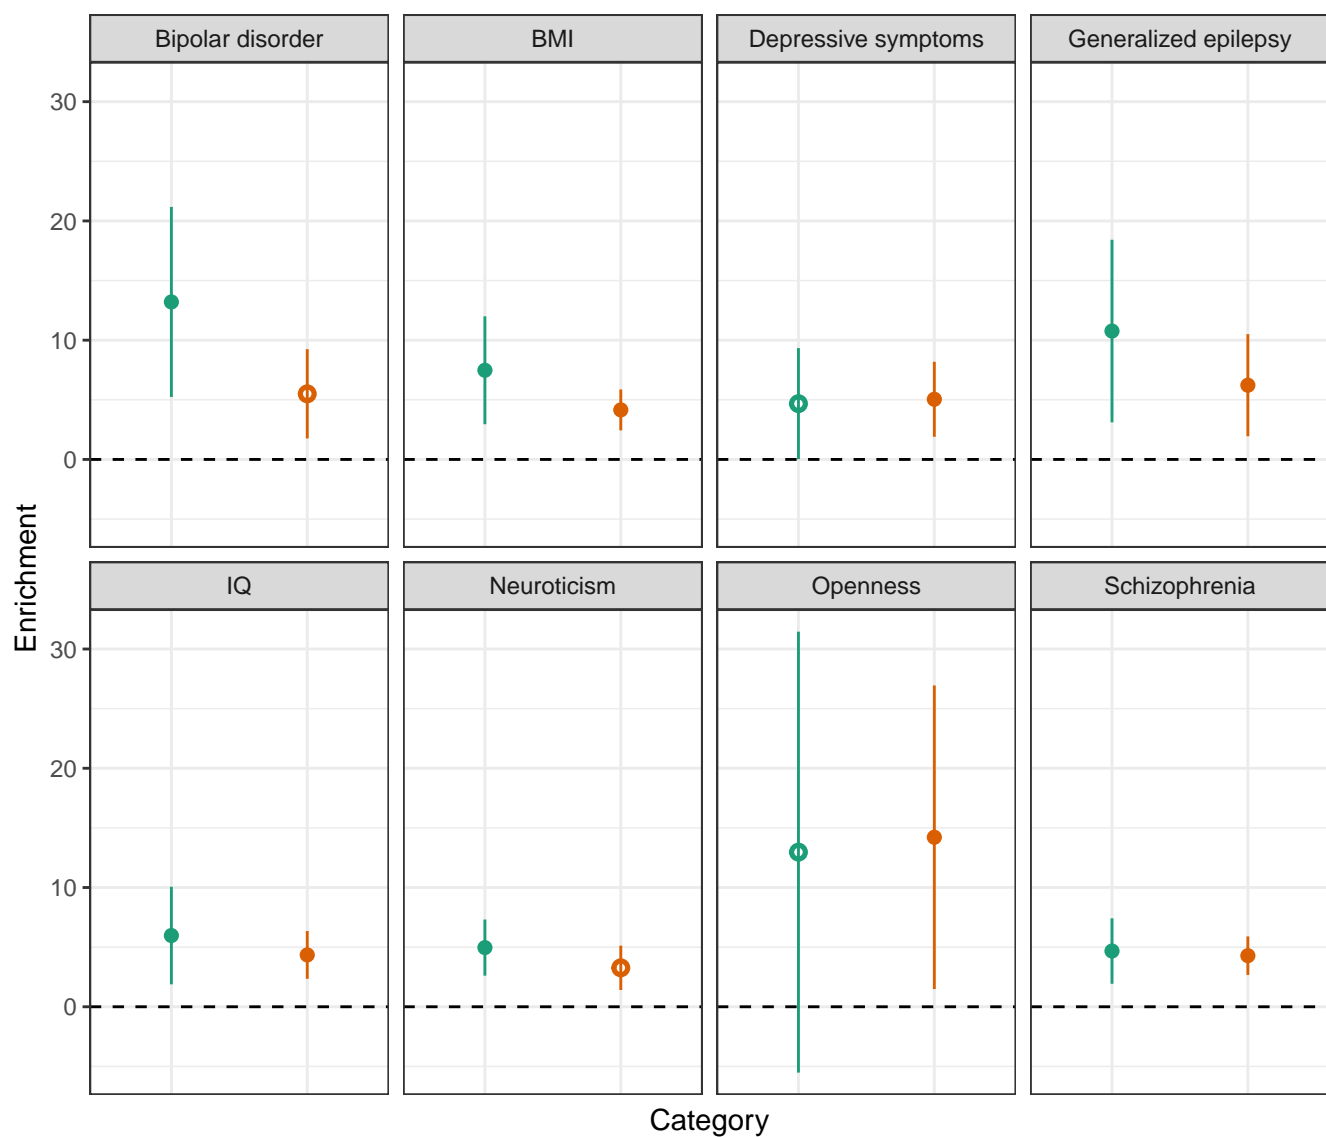 Bipolar disorder
BMI
Depressive symptoms
Generalized epilepsy
30
20
10
0
IQ
Neuroticism
Openness
Schizophrenia
30
20
10
0
Enrichment
Category